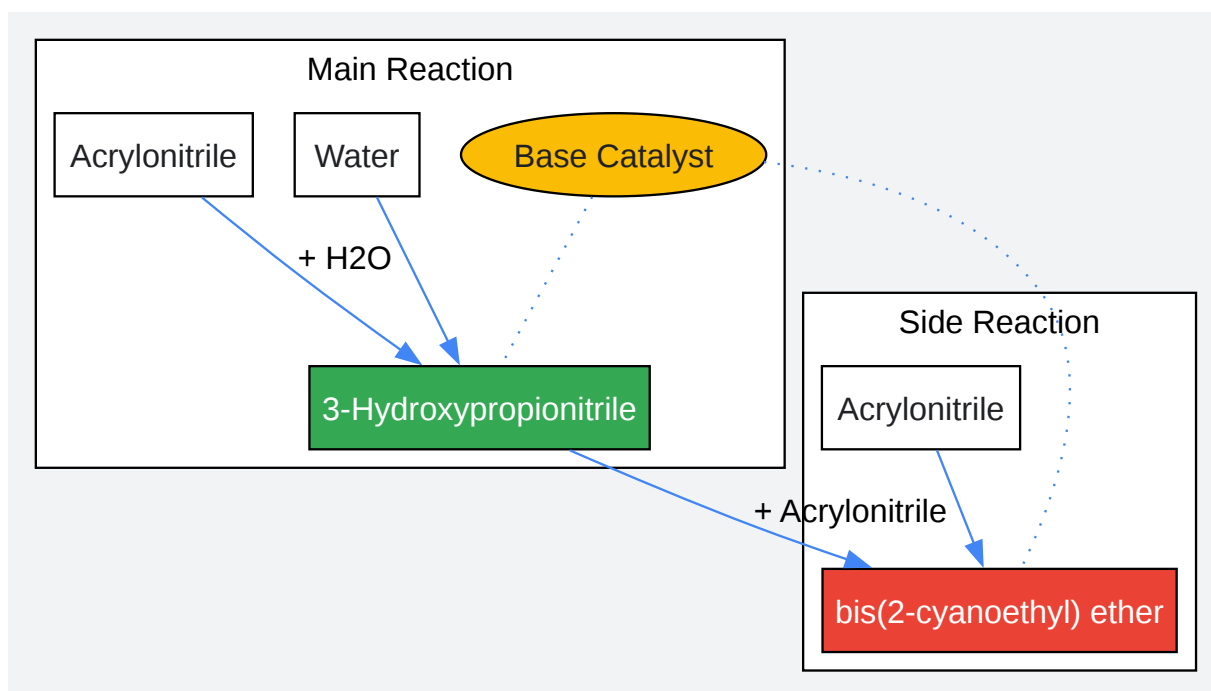 Main Reaction
Acrylonitrile
Water
Base Catalyst
+ H2O
3-Hydroxypropionitrile
Side Reaction
Acrylonitrile
+ Acrylonitrile
bis(2-cyanoethyl) ether